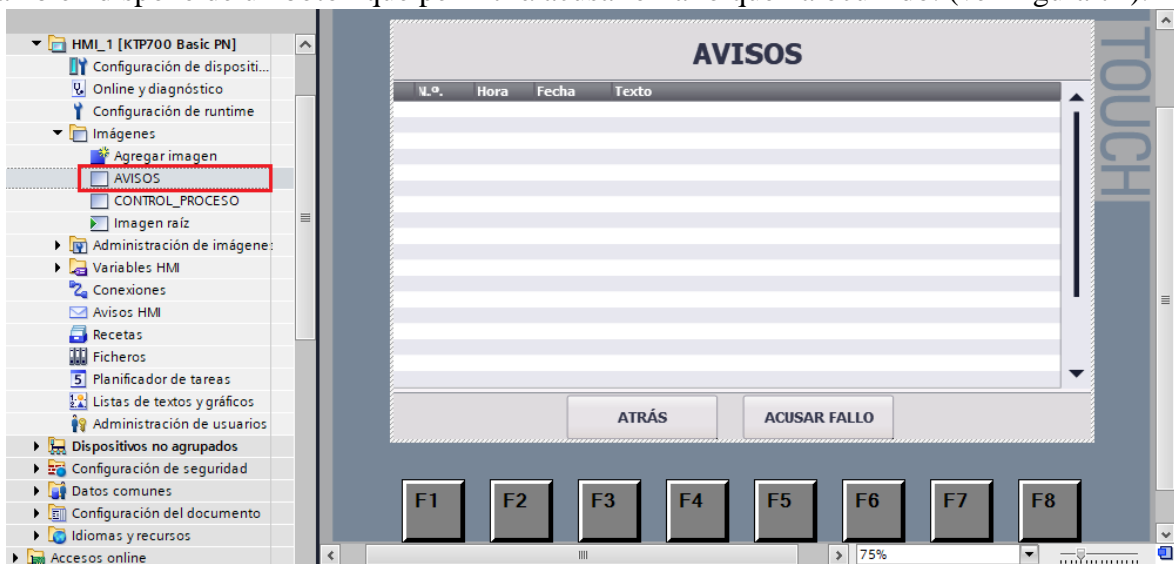 HMI_1 [KTP700 Basic PN]
Configuración de dispositi...
Online y diagnóstico
Configuración de runtime
Imágenes
Agregar imagen
AVISOS
CONTROL_PROCESO
Imagen raíz
Administración de imágene
Variables HMI
Conexiones
Avisos HMI
Recetas
Ficheros
Planificador de tareas
Listas de textos y gráficos
Administración de usuarios
Dispositivos no agrupados
Configuración de seguridad
Datos comunes
Configuración del documento
Idiomas y recursos
Accesos online
AVISOS
N.º. Hora Fecha Texto
ATRÁS ACUSAR FALLO
TOUCH
F1 F2 F3 F4 F5 F6 F7 F8
75%